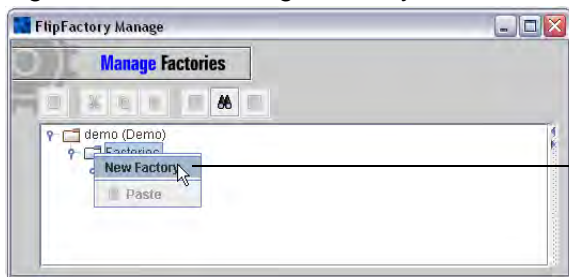 FlipFactory Manage
Manage Factories
demo (Demo)
Factories
New Factory
Paste